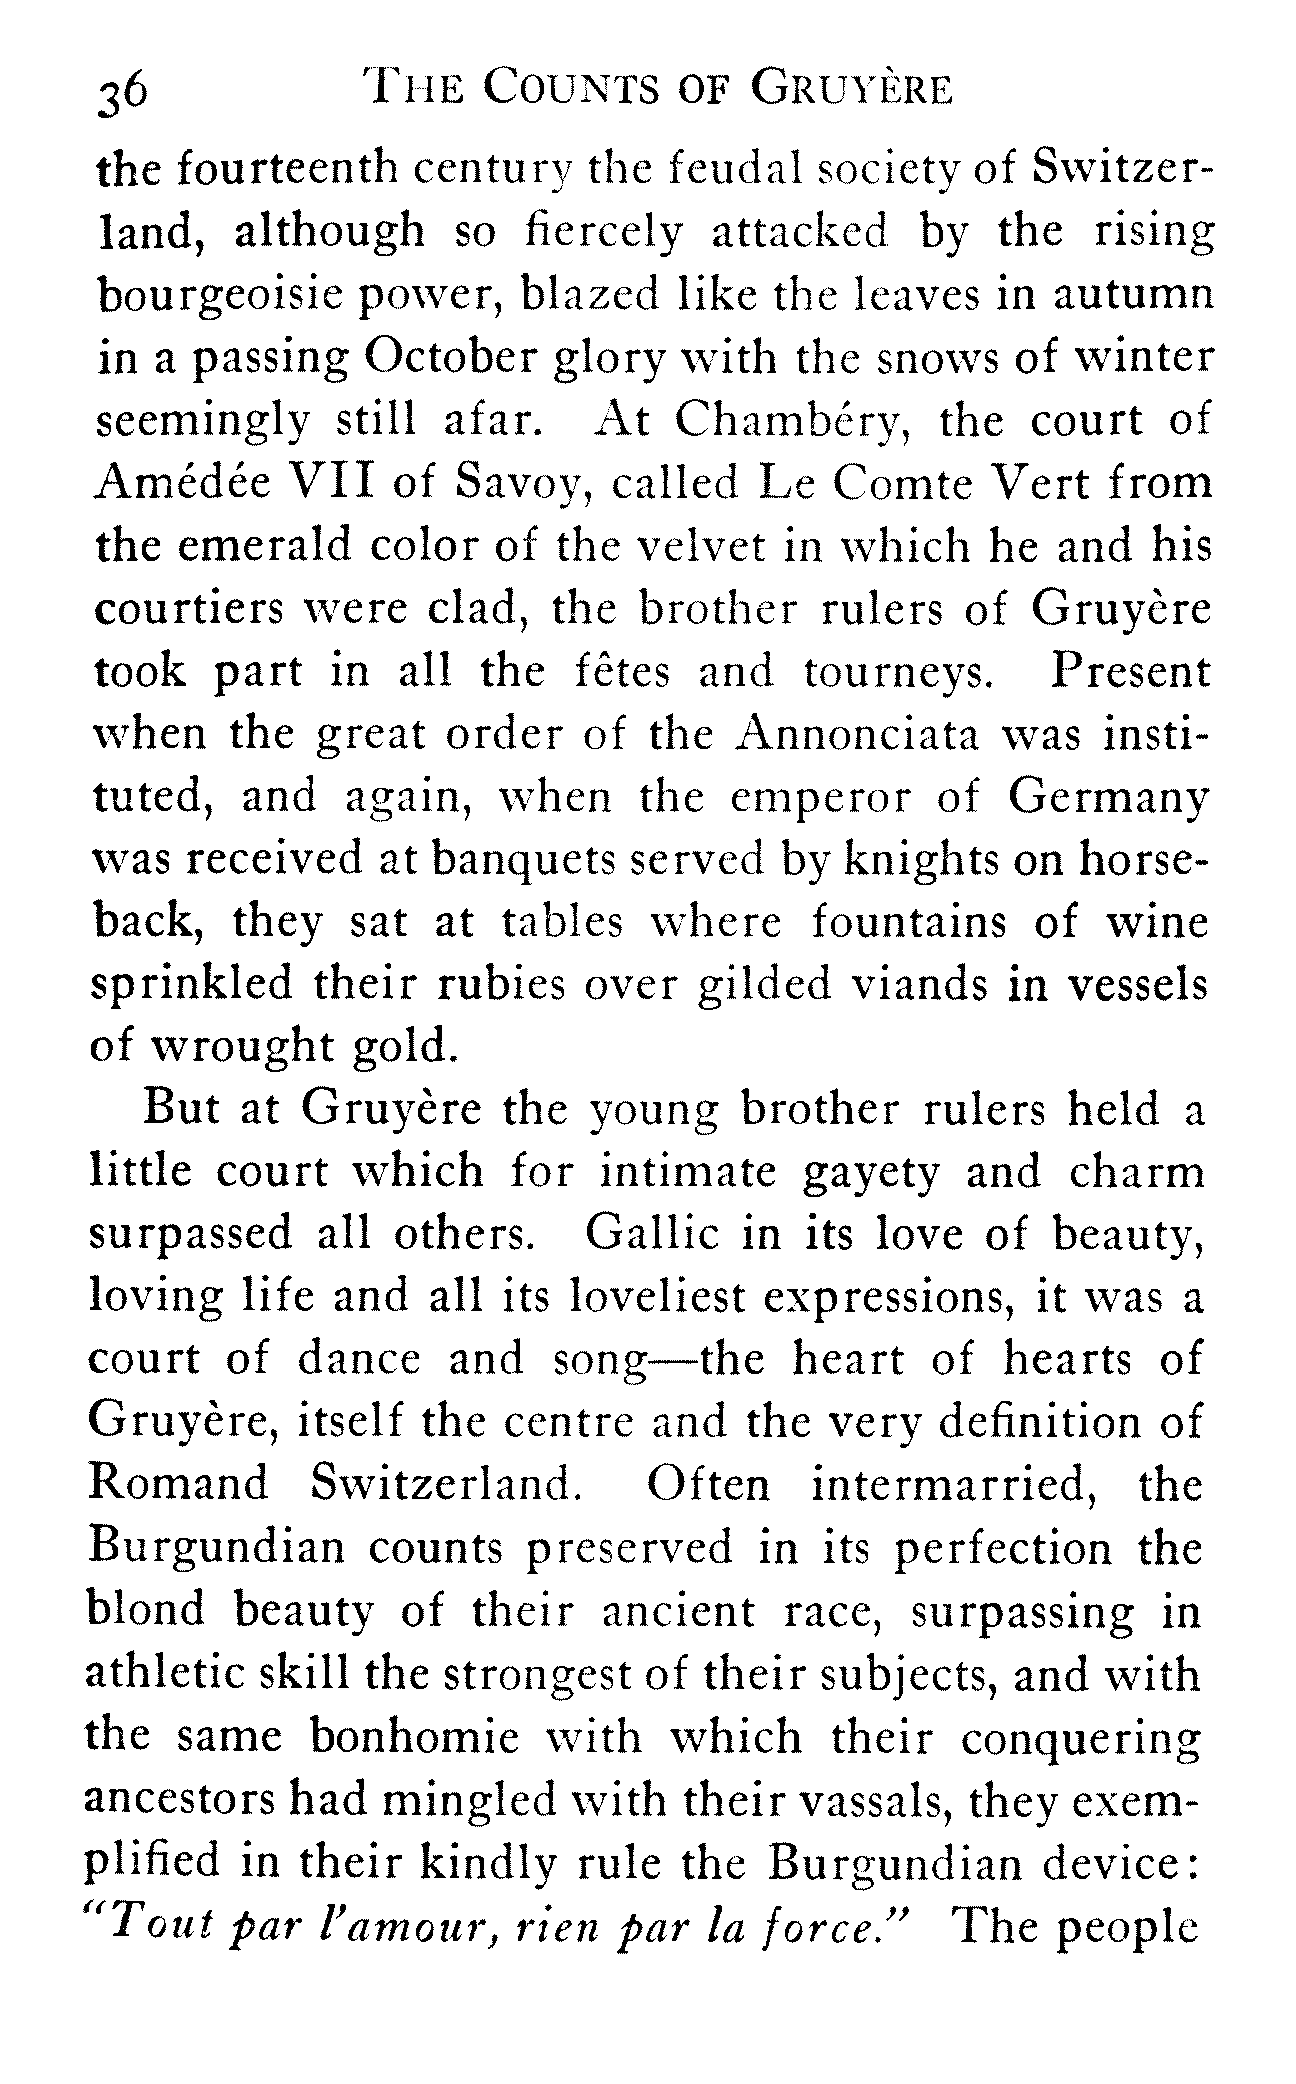 36 THE COUNTS OF GRUYÈRE
the fourteenth century the feudal society of Switzer-
land, although so fiercely attacked by the rising
bourgeoisie power, blazed like the leaves in autumn
in a passing October glory with the snows of winter
seemingly still afar. At Chambéry, the court of
Amédée VII of Savoy, called Le Comte Vert from
the emerald color of the velvet in which he and his
courtiers were clad, the brother rulers of Gruyère
took part in all the fêtes and tourneys. Present
when the great order of the Annonciata was insti-
tuted, and again, when the emperor of Germany
was received at banquets served by knights on horse-
back, they sat at tables where fountains of wine
sprinkled their rubies over gilded viands in vessels
of wrought gold.
But at Gruyère the young brother rulers held a
little court which for intimate gayety and charm
surpassed all others. Gallic in its love of beauty,
loving life and all its loveliest expressions, it was a
court of dance and song—the heart of hearts of
Gruyère, itself the centre and the very definition of
Romand Switzerland. Often intermarried, the
Burgundian counts preserved in its perfection the
blond beauty of their ancient race, surpassing in
athletic skill the strongest of their subjects, and with
the same bonhomie with which their conquering
ancestors had mingled with their vassals, they exem-
plified in their kindly rule the Burgundian device:
"Tout par l'amour, rien par la force." The people